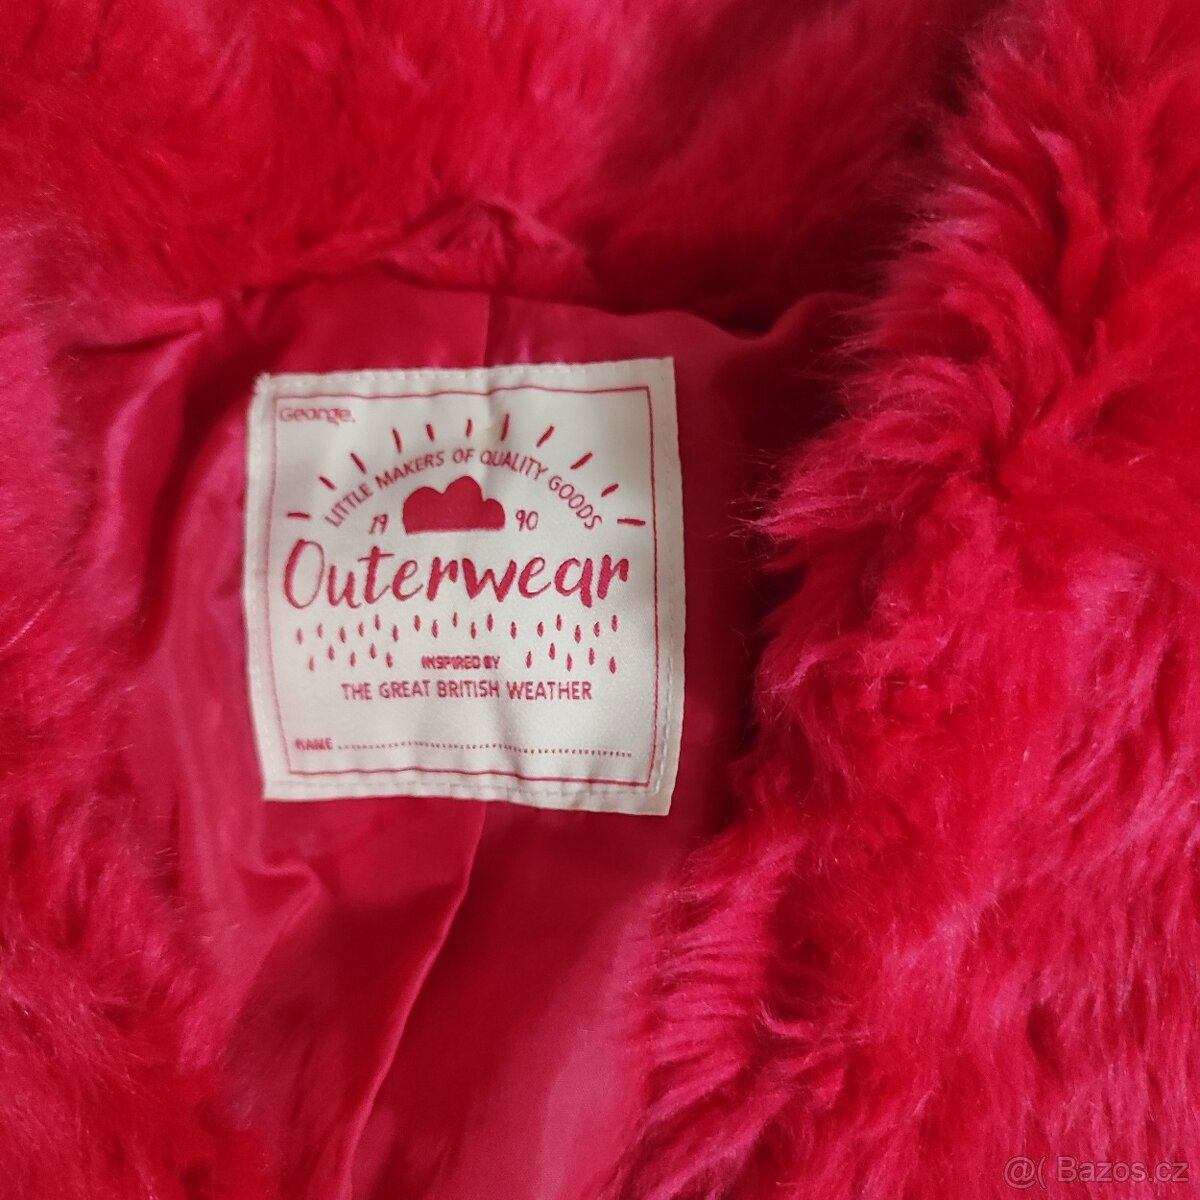 George.
LITTLE MAKERS OF QUALITY GOODS
19 90
Outerwear
INSPIRED BY
THE GREAT BRITISH WEATHER
NAME
@( Bazos.cz